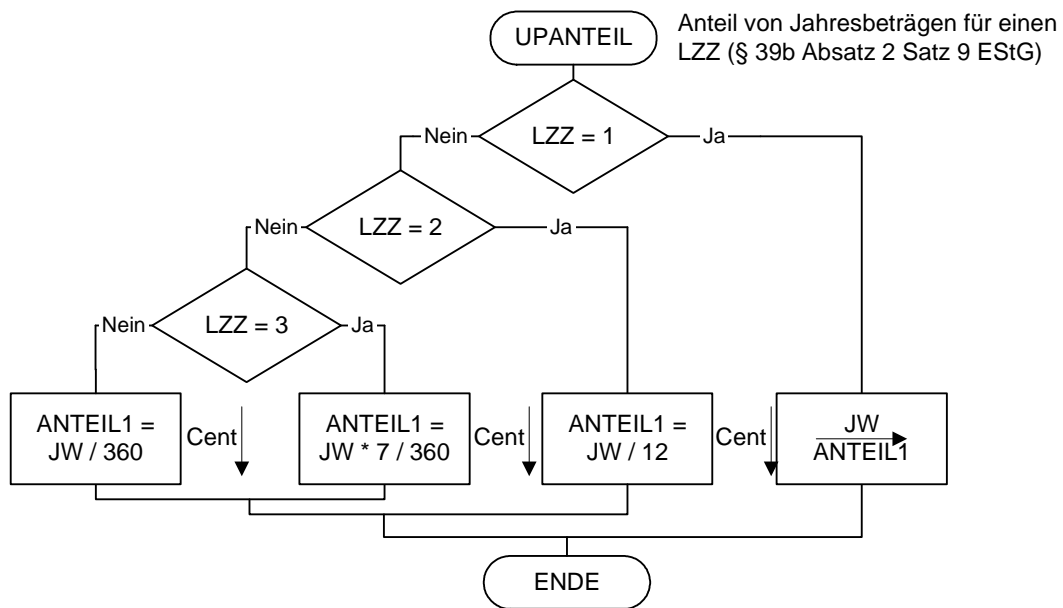 UPANTEIL
Anteil von Jahresbeträgen für einen
LZZ (§ 39b Absatz 2 Satz 9 EStG)
Nein
LZZ = 1
Ja
Nein
LZZ = 2
Ja
Nein
LZZ = 3
Ja
ANTEIL1 =
JW / 360
Cent
ANTEIL1 =
JW * 7 / 360
Cent
ANTEIL1 =
JW / 12
Cent
JW
ANTEIL1
ENDE